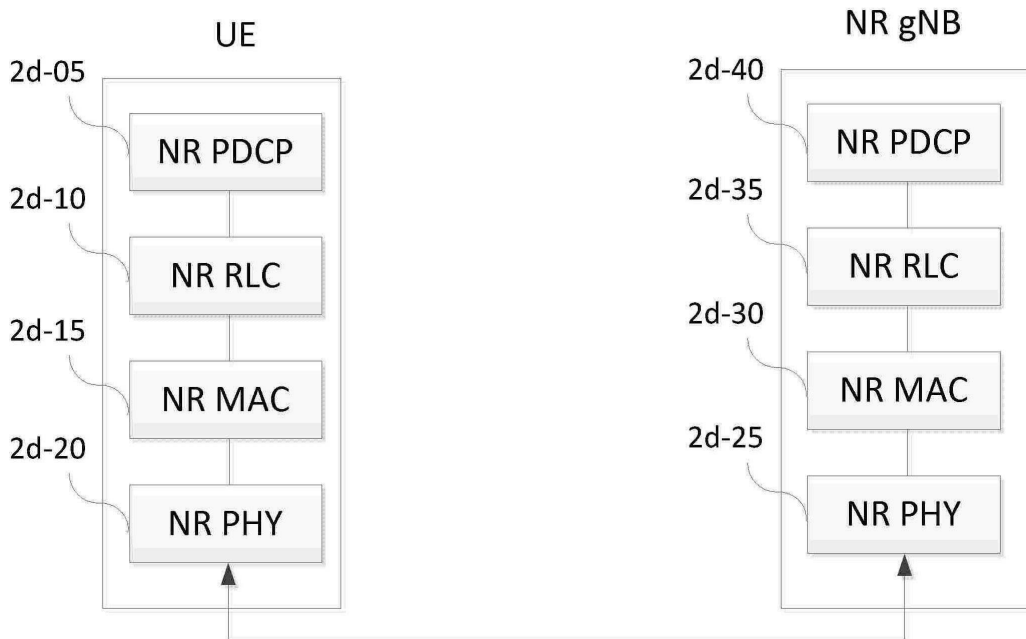 UE
2d-05
NR PDCP
2d-10
NR RLC
2d-15
NR MAC
2d-20
NR PHY
NR gNB
2d-40
NR PDCP
2d-35
NR RLC
2d-30
NR MAC
2d-25
NR PHY